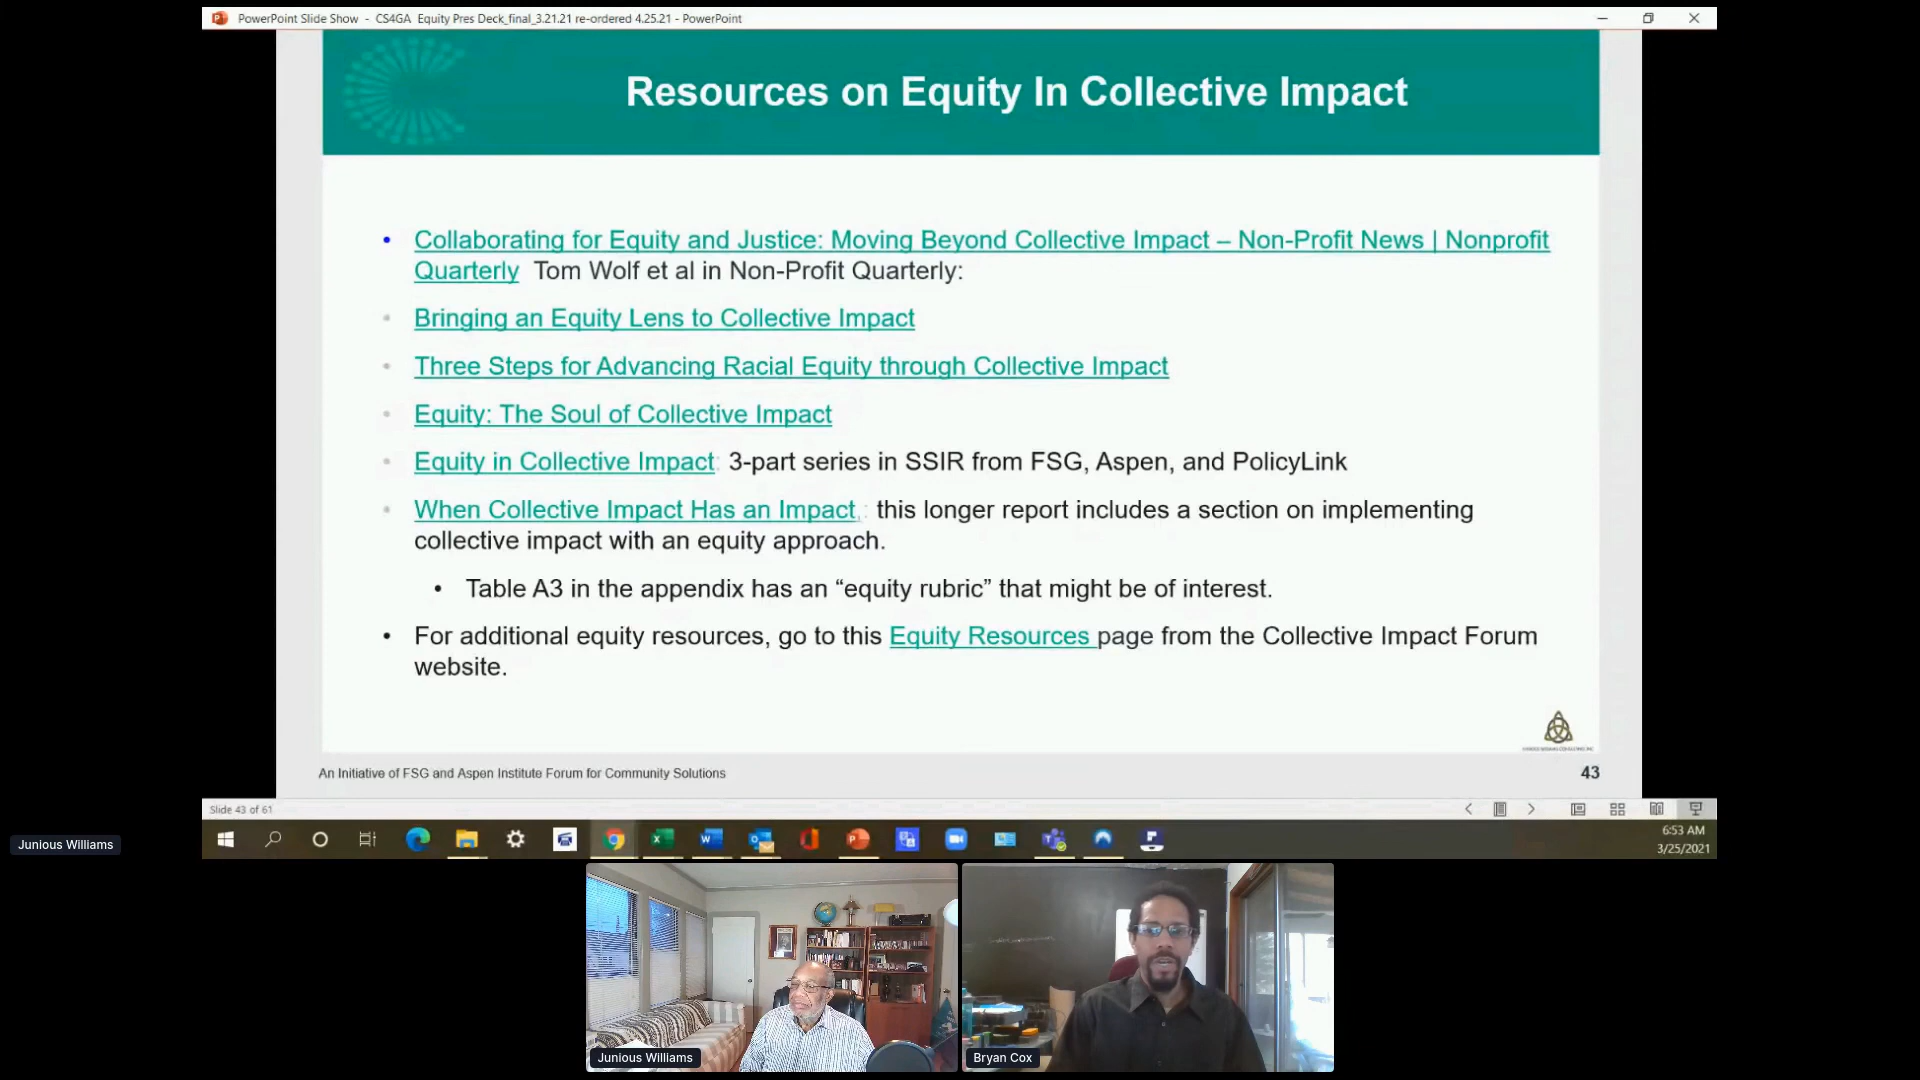 PowerPoint Slide Show - CS4GA Equity Pres Deck_final_3.21.21 re-ordered 4.25.21 - PowerPoint
Resources on Equity In Collective Impact
• Collaborating for Equity and Justice: Moving Beyond Collective Impact – Non-Profit News | Nonprofit
Quarterly Tom Wolf et al in Non-Profit Quarterly:
• Bringing an Equity Lens to Collective Impact
• Three Steps for Advancing Racial Equity through Collective Impact
• Equity: The Soul of Collective Impact
• Equity in Collective Impact: 3-part series in SSIR from FSG, Aspen, and PolicyLink
• When Collective Impact Has an Impact,: this longer report includes a section on implementing
collective impact with an equity approach.
• Table A3 in the appendix has an “equity rubric” that might be of interest.
• For additional equity resources, go to this Equity Resources page from the Collective Impact Forum
website.
An Initiative of FSG and Aspen Institute Forum for Community Solutions
43
Slide 43 of 61
6:53 AM
3/25/2021
Junious Williams
Junious Williams
Bryan Cox